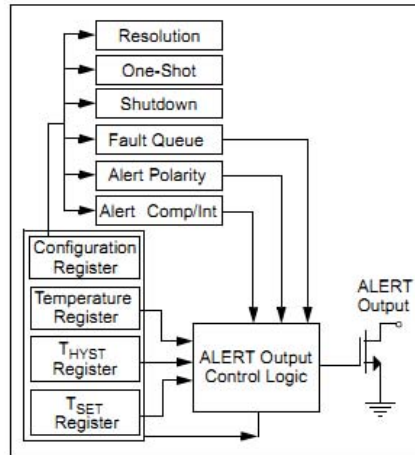 Resolution
One-Shot
Shutdown
Fault Queue
Alert Polarity
Alert Comp/Int
Configuration
Register
Temperature
Register
THYST
Register
TSET
Register
ALERT Output
Control Logic
ALERT
Output